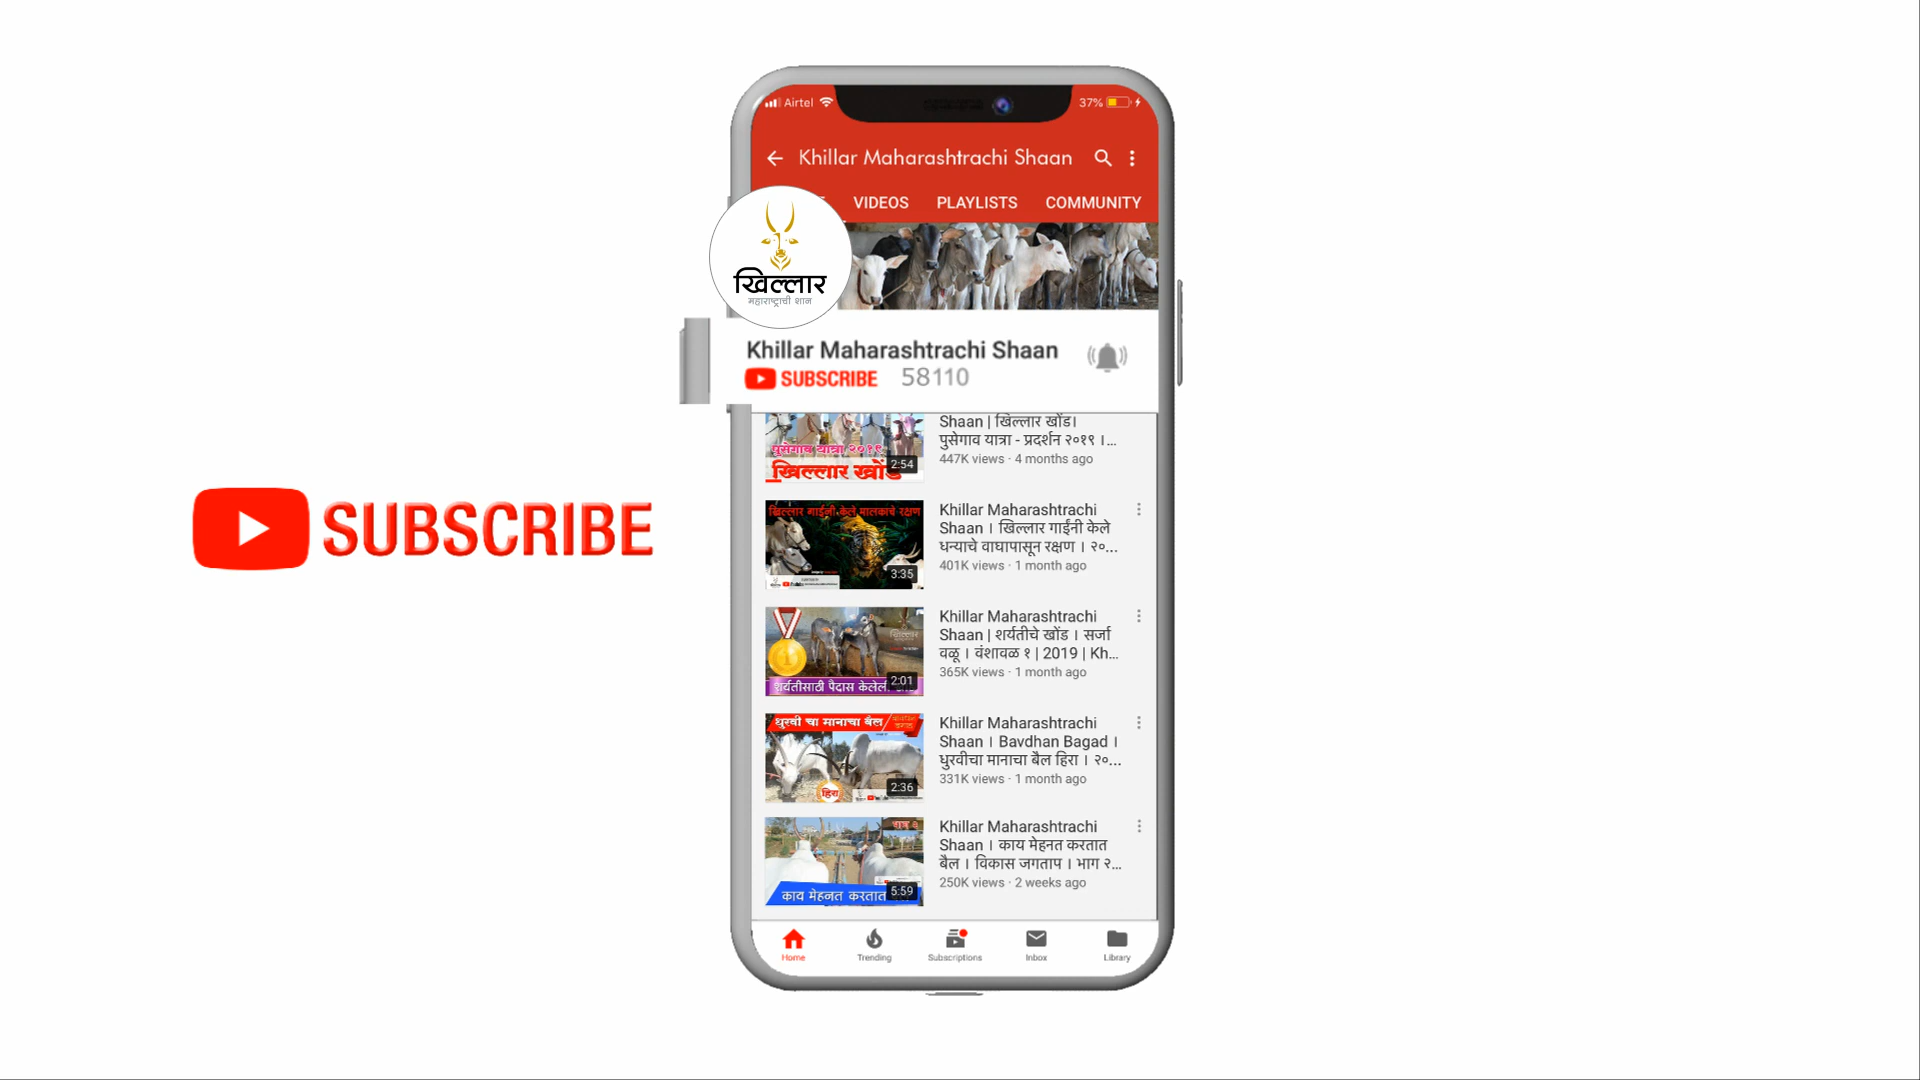 Airtel
37%
Khillar Maharashtrachi Shaan
VIDEOS PLAYLISTS COMMUNITY
खिल्लार
महाराष्ट्राची शान
Khillar Maharashtrachi Shaan
SUBSCRIBE 58110
SUBSCRIBE
पुसेगाव यात्रा २०१९
खिल्लार खोंड
2:54
Shaan | खिल्लार खोंड।
पुसेगाव यात्रा - प्रदर्शन २०१९ ।...
447K views · 4 months ago
खिल्लार गाईंनी केले मालकाचे रक्षण
3:35
Khillar Maharashtrachi
Shaan । खिल्लार गाईंनी केले
धन्याचे वाघापासून रक्षण । २०...
401K views · 1 month ago
खिल्लार
शर्यतीसाठी पैदास केलेले
2:01
Khillar Maharashtrachi
Shaan | शर्यतीचे खोंड । सर्जा
वळू । वंशावळ १ | 2019 | Kh...
365K views · 1 month ago
धुरवी चा मानाचा बैल
हिरा
2:36
Khillar Maharashtrachi
Shaan । Bavdhan Bagad ।
धुरवीचा मानाचा बैल हिरा । २०...
331K views · 1 month ago
काय मेहनत करतात
5:59
Khillar Maharashtrachi
Shaan । काय मेहनत करतात
बैल । विकास जगताप । भाग २...
250K views · 2 weeks ago
Home Trending Subscriptions Inbox Library